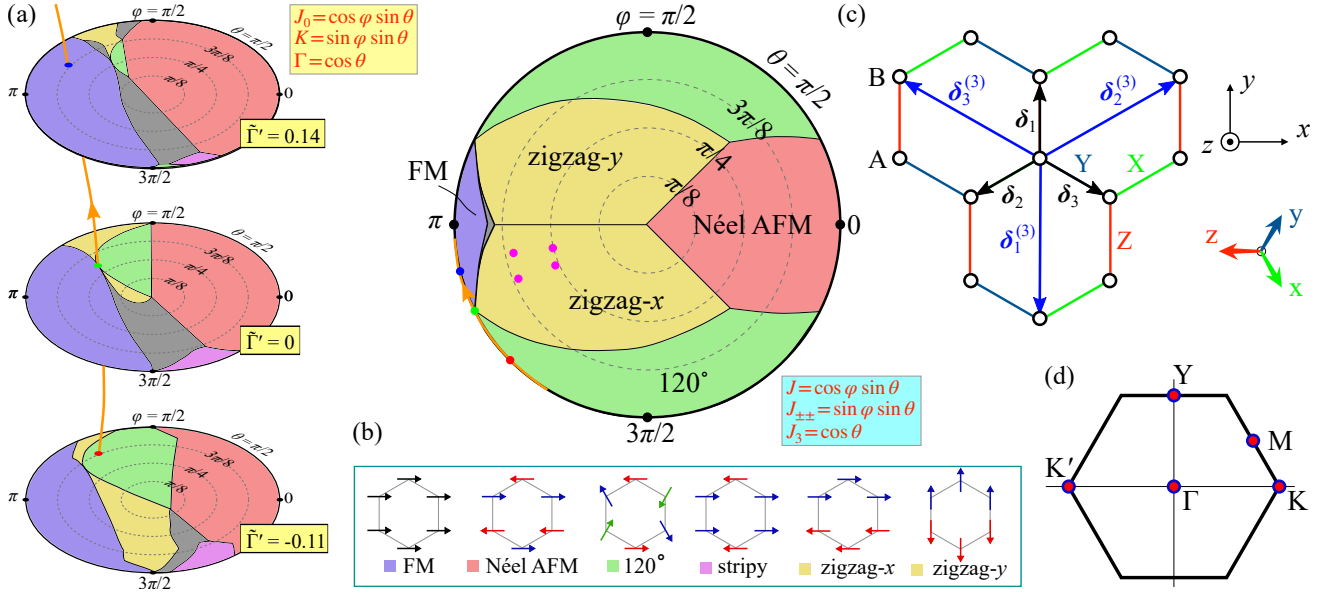 (a)
J₀ = cos φ sin θ
K = sin φ sin θ
Γ = cos θ
π
0
3π/2
θ = π/2
3π/8
π/4
π/8
Γ̃′ = 0.14
φ = π/2
π
0
3π/2
θ = π/2
3π/8
π/4
π/8
Γ̃′ = 0
φ = π/2
π
0
3π/2
θ = π/2
3π/8
π/4
π/8
Γ̃′ = -0.11
φ = π/2
θ = π/2
3π/8
π/4
π/8
π
0
3π/2
FM
zigzag-y
zigzag-x
Néel AFM
120°
J = cos φ sin θ
J±± = sin φ sin θ
J₃ = cos θ
(b)
FM
Néel AFM
120°
stripy
zigzag-x
zigzag-y
(c)
B
A
δ₃⁽³⁾
δ₂⁽³⁾
δ₁
Y
X
δ₂
δ₃
δ₁⁽³⁾
Z
y
z
x
y
z
x
(d)
Y
M
K′
Γ
K